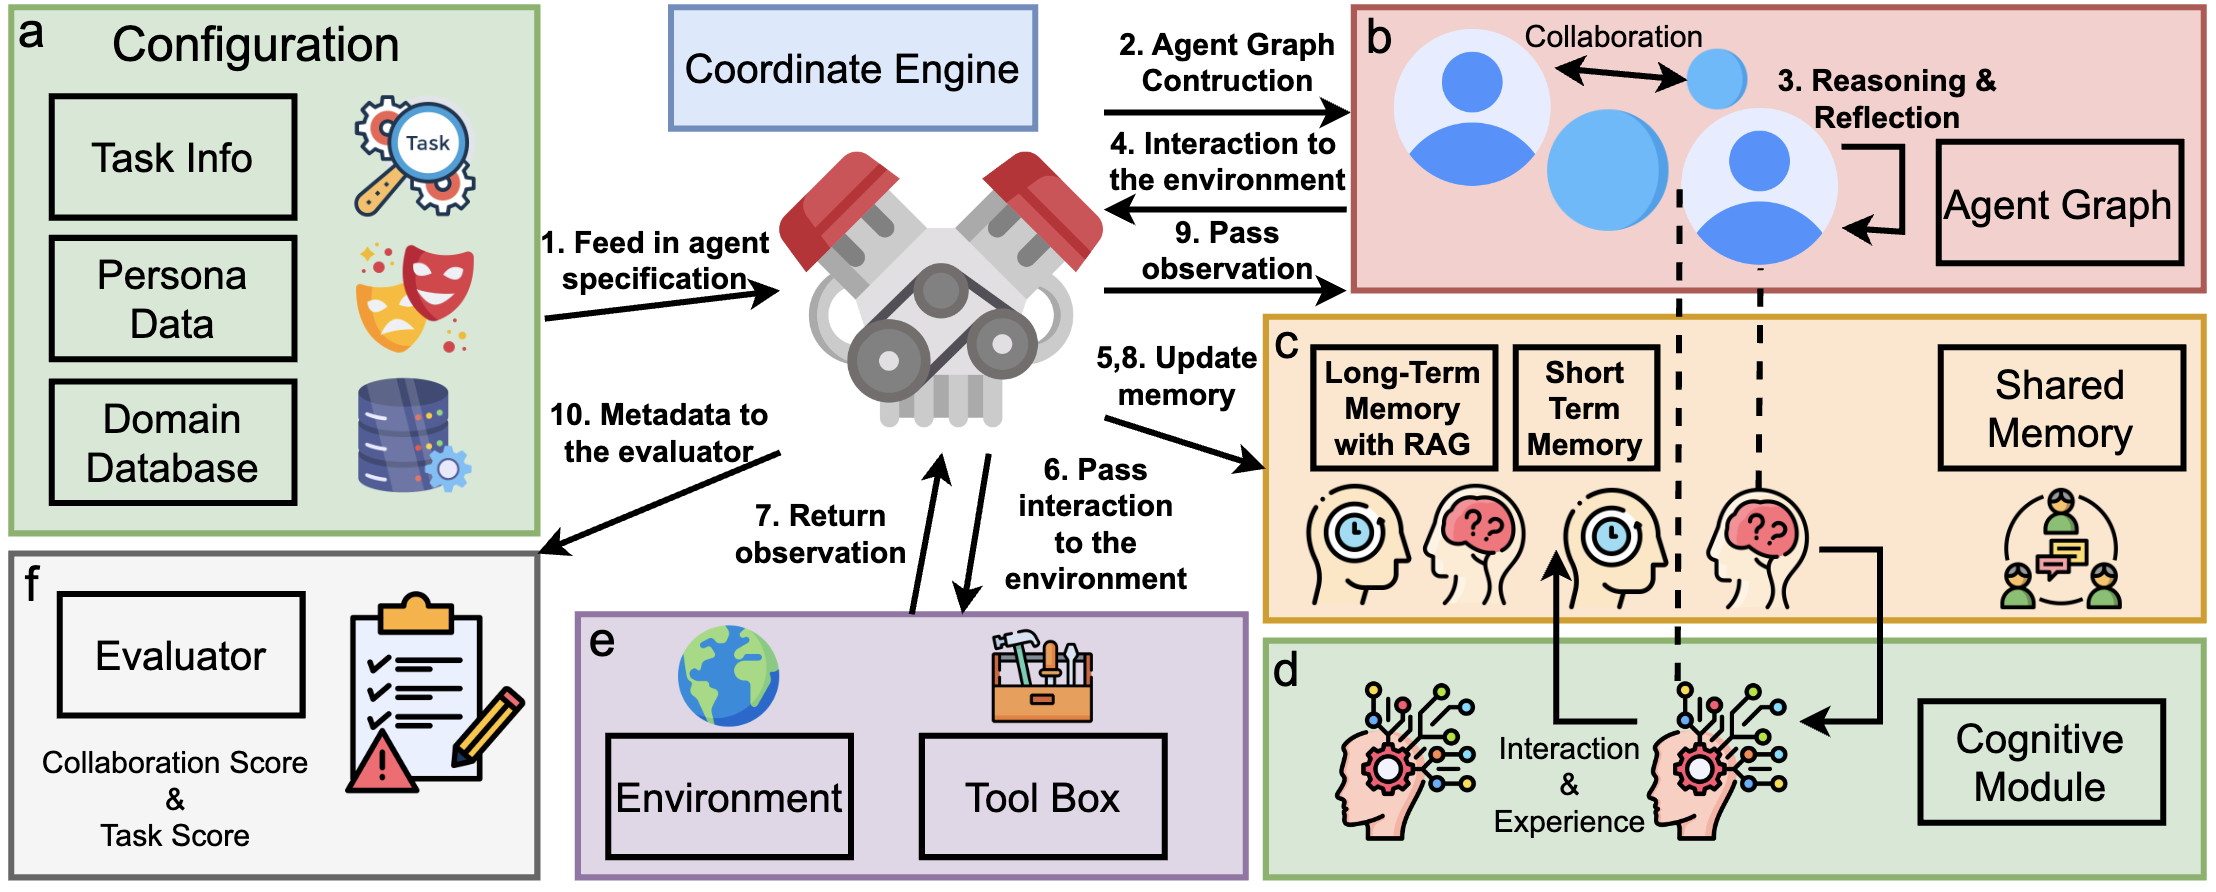 a
Configuration
Task Info
Task
Persona
Data
Domain
Database
Coordinate Engine
1. Feed in agent
specification
2. Agent Graph
Contruction
4. Interaction to
the environment
9. Pass
observation
b
Collaboration
3. Reasoning &
Reflection
Agent Graph
5,8. Update
memory
c
Long-Term
Memory
with RAG
Short
Term
Memory
Shared
Memory
??
??
10. Metadata to
the evaluator
7. Return
observation
6. Pass
interaction
to the
environment
d
Interaction
&
Experience
Cognitive
Module
e
Environment
Tool Box
f
Evaluator
Collaboration Score
&
Task Score
!